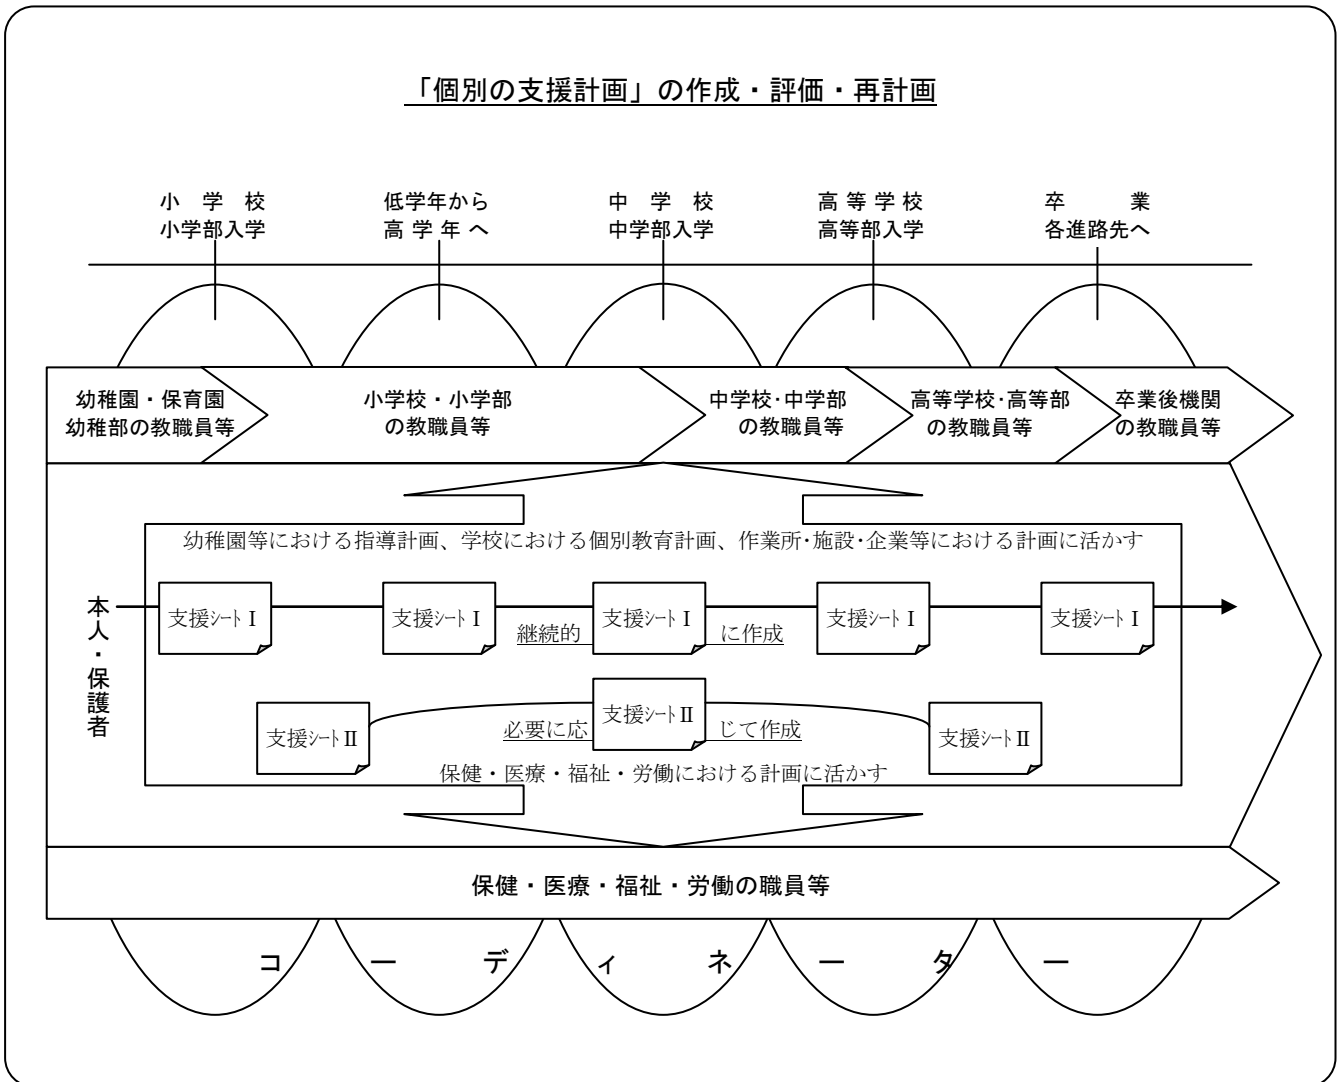 「個別の支援計画」の作成・評価・再計画
小学校
小学部入学
低学年から
高学年へ
中学校
中学部入学
高等学校
高等部入学
卒業
各進路先へ
幼稚園・保育園
幼稚部の教職員等
小学校・小学部
の教職員等
中学校・中学部
の教職員等
高等学校・高等部
の教職員等
卒業後機関
の教職員等
幼稚園等における指導計画、学校における個別教育計画、作業所・施設・企業等における計画に活かす
本人・保護者
支援シートⅠ
支援シートⅠ
支援シートⅠ
支援シートⅠ
支援シートⅠ
継続的に作成
支援シートⅡ
支援シートⅡ
支援シートⅡ
必要に応じて作成
保健・医療・福祉・労働における計画に活かす
保健・医療・福祉・労働の職員等
コーディネーター